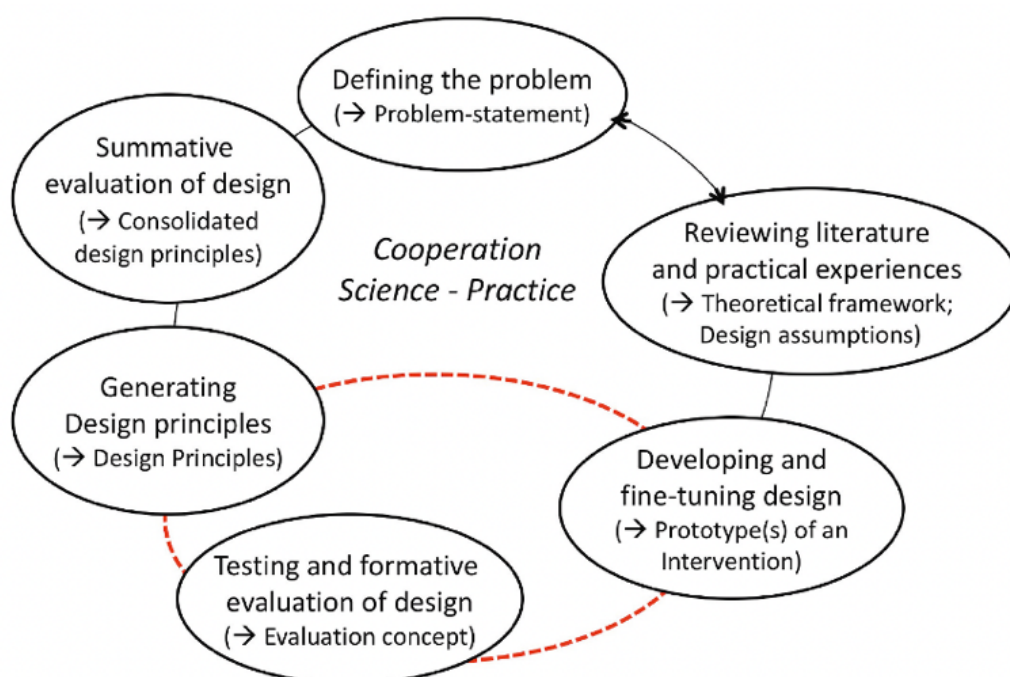 Defining the problem
(→ Problem-statement)
Summative
evaluation of design
(→ Consolidated
design principles)
Cooperation
Science - Practice
Reviewing literature
and practical experiences
(→ Theoretical framework;
Design assumptions)
Generating
Design principles
(→ Design Principles)
Developing and
fine-tuning design
(→ Prototype(s) of an
Intervention)
Testing and formative
evaluation of design
(→ Evaluation concept)